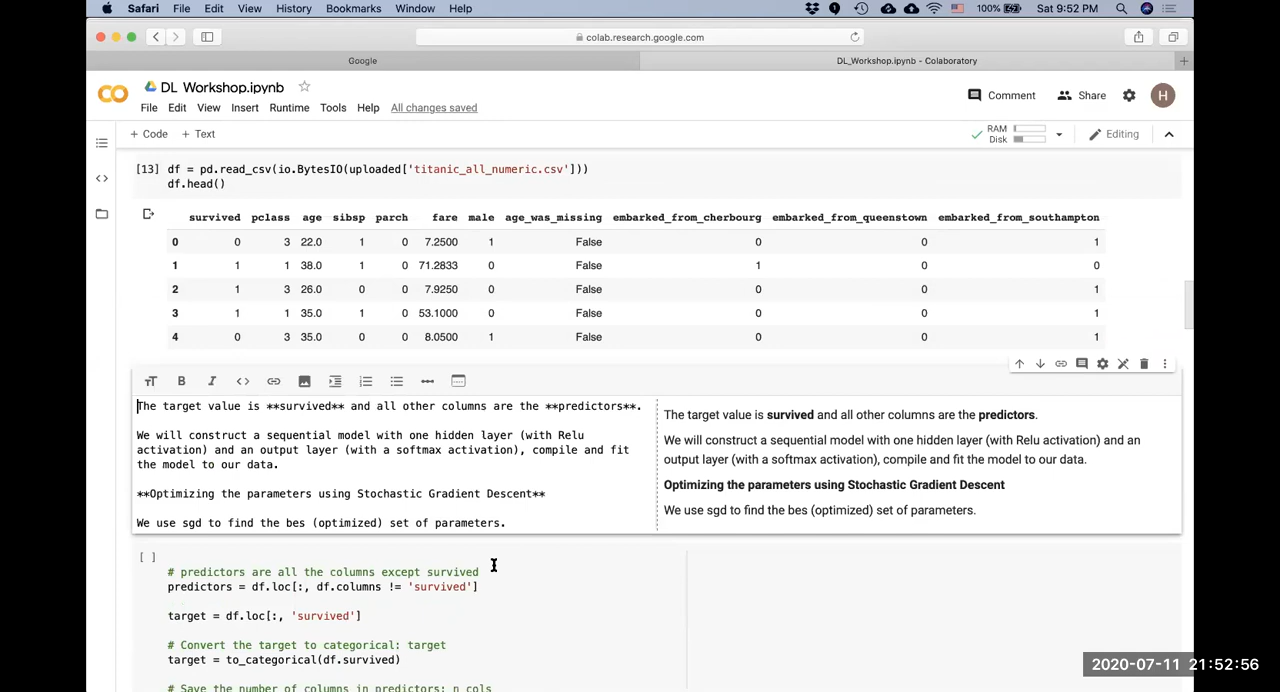 Safari File Edit View History Bookmarks Window Help 100% Sat 9:52 PM
colab.research.google.com
Google DL_Workshop.ipynb - Colaboratory
DL_Workshop.ipynb
File Edit View Insert Runtime Tools Help All changes saved
Comment Share H
+ Code + Text
RAM
Disk
Editing
[13] df = pd.read_csv(io.BytesIO(uploaded['titanic_all_numeric.csv']))
df.head()
survived pclass age sibsp parch fare male age_was_missing embarked_from_cherbourg embarked_from_queenstown embarked_from_southampton
0 0 3 22.0 1 0 7.2500 1 False 0 0 1
1 1 1 38.0 1 0 71.2833 0 False 1 0 0
2 1 3 26.0 0 0 7.9250 0 False 0 0 1
3 1 1 35.0 1 0 53.1000 0 False 0 0 1
4 0 3 35.0 0 0 8.0500 1 False 0 0 1
The target value is **survived** and all other columns are the **predictors**.
We will construct a sequential model with one hidden layer (with Relu
activation) and an output layer (with a softmax activation), compile and fit
the model to our data.
**Optimizing the parameters using Stochastic Gradient Descent**
We use sgd to find the bes (optimized) set of parameters.
The target value is survived and all other columns are the predictors.
We will construct a sequential model with one hidden layer (with Relu activation) and an
output layer (with a softmax activation), compile and fit the model to our data.
Optimizing the parameters using Stochastic Gradient Descent
We use sgd to find the bes (optimized) set of parameters.
[ ]
# predictors are all the columns except survived
predictors = df.loc[:, df.columns != 'survived']
target = df.loc[:, 'survived']
# Convert the target to categorical: target
target = to_categorical(df.survived)
# Save the number of columns in predictors: n_cols
2020-07-11 21:52:56